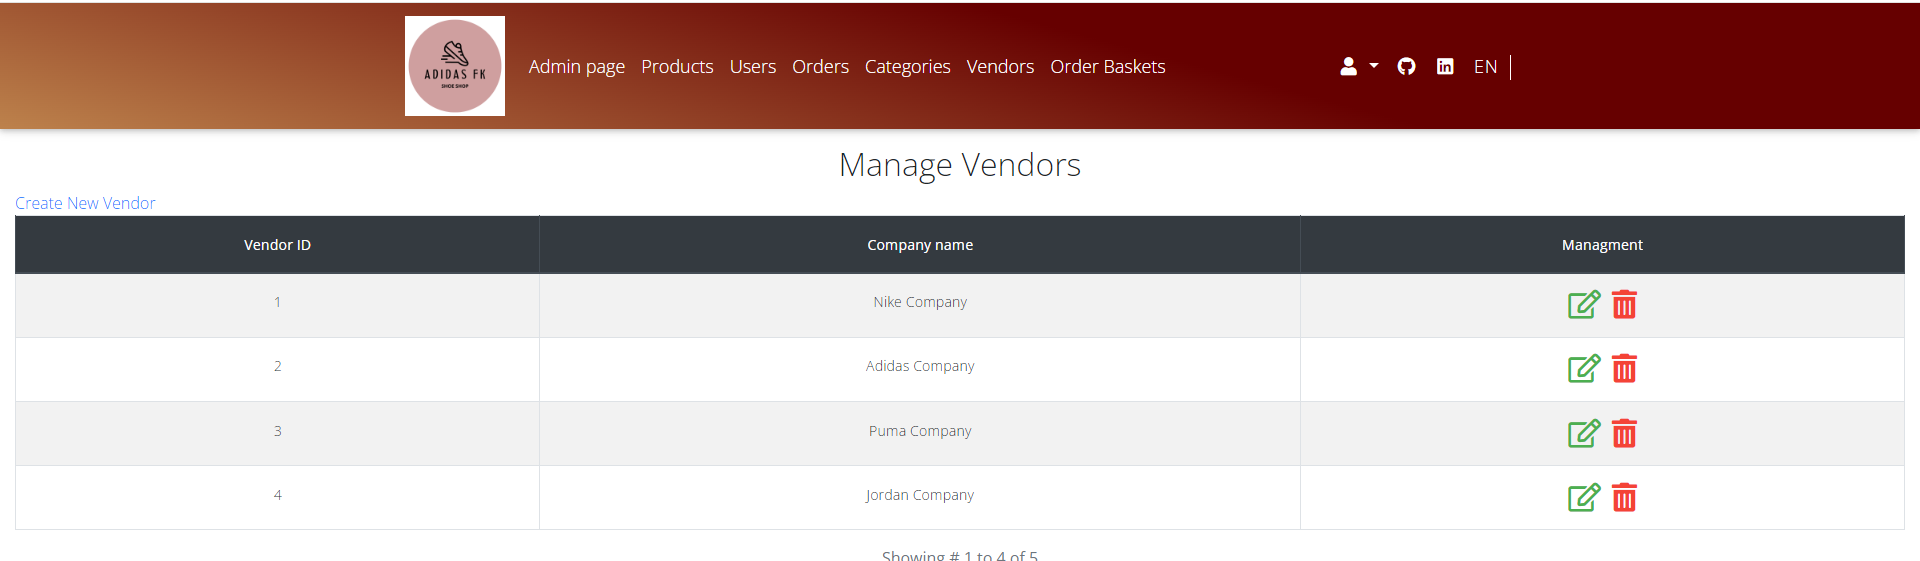 ADIDAS FK
SHOE SHOP
Admin page Products Users Orders Categories Vendors Order Baskets EN
Manage Vendors
Create New Vendor
Vendor ID Company name Managment
1 Nike Company
2 Adidas Company
3 Puma Company
4 Jordan Company
Showing # 1 to 4 of 5